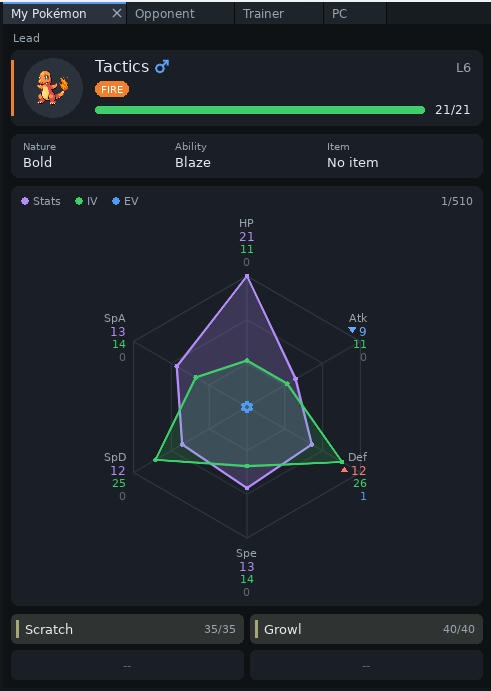 My Pokémon ✕ Opponent Trainer PC
Lead
Tactics ♂ L6
FIRE
21/21
Nature Ability Item
Bold Blaze No item
Stats IV EV 1/510
HP
21
11
0
SpA
13
14
0
Atk
▼ 9
11
0
SpD
12
25
0
Def
▲ 12
26
1
Spe
13
14
0
Scratch 35/35 Growl 40/40
-- --